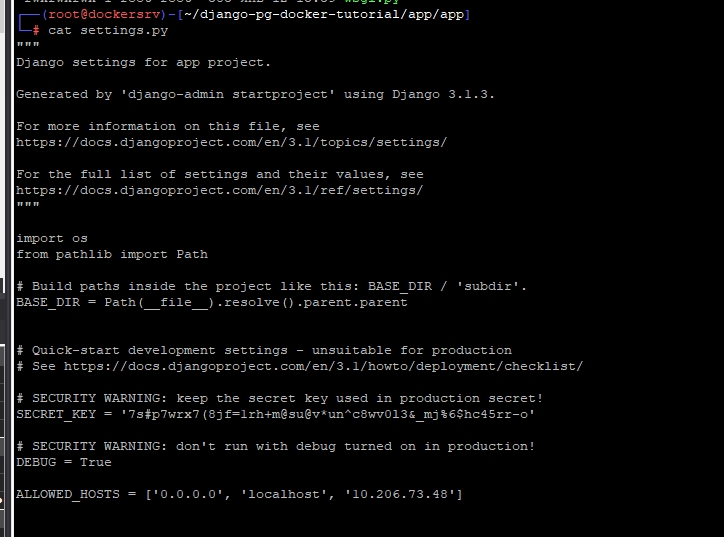 (root@dockersrv)-[~/django-pg-docker-tutorial/app/app]
# cat settings.py
"""
Django settings for app project.
Generated by 'django-admin startproject' using Django 3.1.3.
For more information on this file, see
https://docs.djangoproject.com/en/3.1/topics/settings/
For the full list of settings and their values, see
https://docs.djangoproject.com/en/3.1/ref/settings/
"""
import os
from pathlib import Path
# Build paths inside the project like this: BASE_DIR / 'subdir'.
BASE_DIR = Path(__file__).resolve().parent.parent
# Quick-start development settings - unsuitable for production
# See https://docs.djangoproject.com/en/3.1/howto/deployment/checklist/
# SECURITY WARNING: keep the secret key used in production secret!
SECRET_KEY = '7s#p7wrx7(8jf=1rh+m@su@v*un^c8wv0l3&_mj%6$hc45rr-o'
# SECURITY WARNING: don't run with debug turned on in production!
DEBUG = True
ALLOWED_HOSTS = ['0.0.0.0', 'localhost', '10.206.73.48']